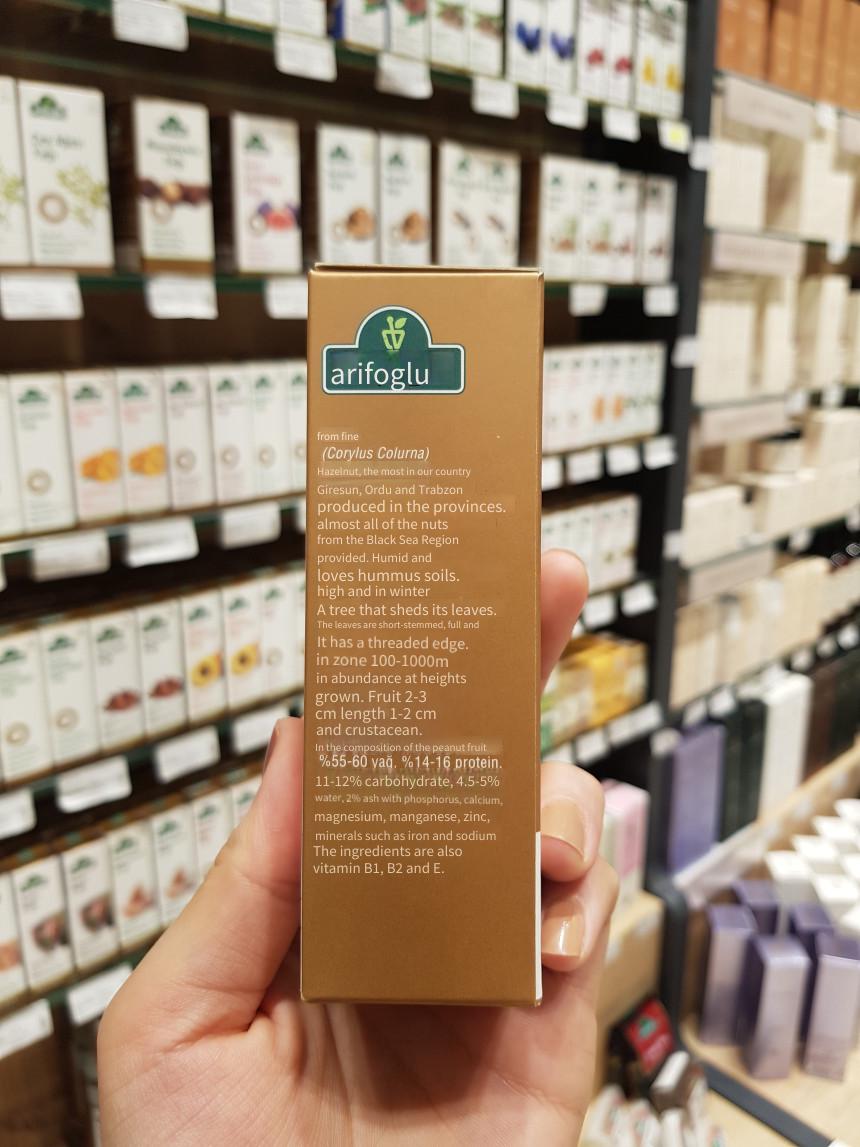 arifoglu
from fine
(Corylus Colurna)
Hazelnut, the most in our country
Giresun, Ordu and Trabzon
produced in the provinces.
almost all of the nuts
from the Black Sea Region
provided. Humid and
loves hummus soils.
high and in winter
A tree that sheds its leaves.
The leaves are short-stemmed, full and
It has a threaded edge.
in zone 100-1000m
in abundance at heights
grown. Fruit 2-3
cm length 1-2 cm
and crustacean.
In the composition of the peanut fruit
%55-60 yağ, %14-16 protein.
11-12% carbohydrate, 4.5-5%
water, 2% ash with phosphorus, calcium,
magnesium, manganese, zinc,
minerals such as iron and sodium
The ingredients are also
vitamin B1, B2 and E.